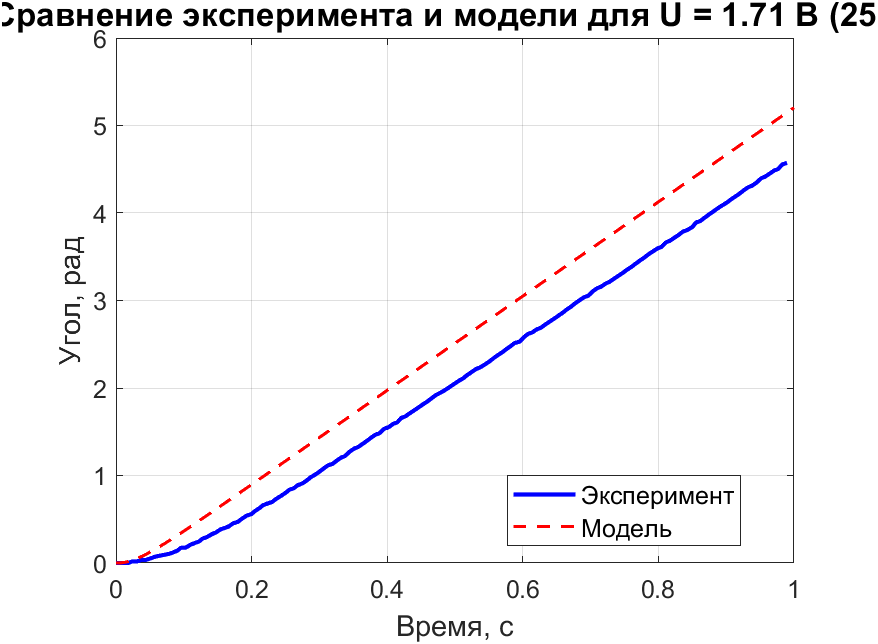 Сравнение эксперимента и модели для U = 1.71 В (25
6
5
4
3
2
1
0
0 0.2 0.4 0.6 0.8 1
Угол, рад
Время, с
Эксперимент
Модель